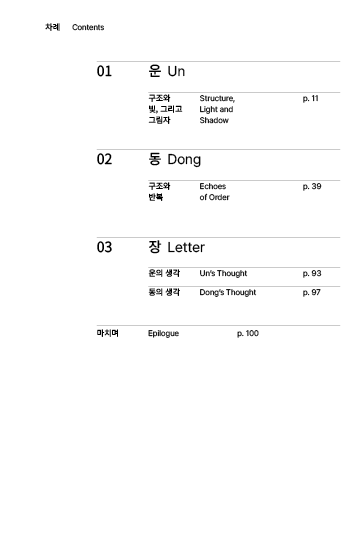 차례 Contents
01 운 Un
구조와 Structure, p. 11
빛, 그리고 Light and
그림자 Shadow
02 동 Dong
구조와 Echoes p. 39
반복 of Order
03 장 Letter
운의 생각 Un's Thought p. 93
동의 생각 Dong's Thought p. 97
마치며 Epilogue p. 100